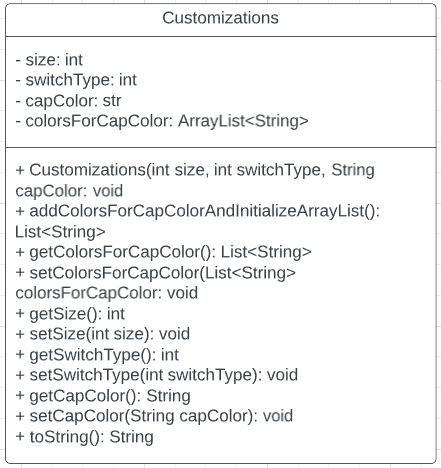 Customizations
- size: int
- switchType: int
- capColor: str
- colorsForCapColor: ArrayList<String>
+ Customizations(int size, int switchType, String
capColor: void
+ addColorsForCapColorAndInitializeArrayList():
List<String>
+ getColorsForCapColor(): List<String>
+ setColorsForCapColor(List<String>
colorsForCapColor: void
+ getSize(): int
+ setSize(int size): void
+ getSwitchType(): int
+ setSwitchType(int switchType): void
+ getCapColor(): String
+ setCapColor(String capColor): void
+ toString(): String